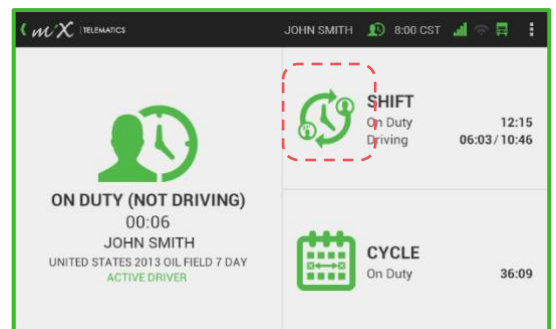 mix TELEMATICS JOHN SMITH 8:00 CST
SHIFT
On Duty 12:15
Driving 06:03/10:46
ON DUTY (NOT DRIVING)
00:06
JOHN SMITH
UNITED STATES 2013 OIL FIELD 7 DAY
ACTIVE DRIVER
CYCLE
On Duty 36:09